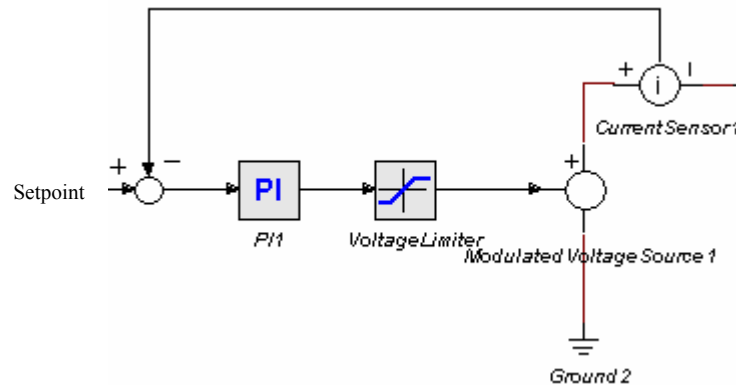 + i I
CurrentSensor1
+ −
Setpoint
PI
+
PI1
VoltageLimiter
Modulated Voltage Source 1
Ground 2